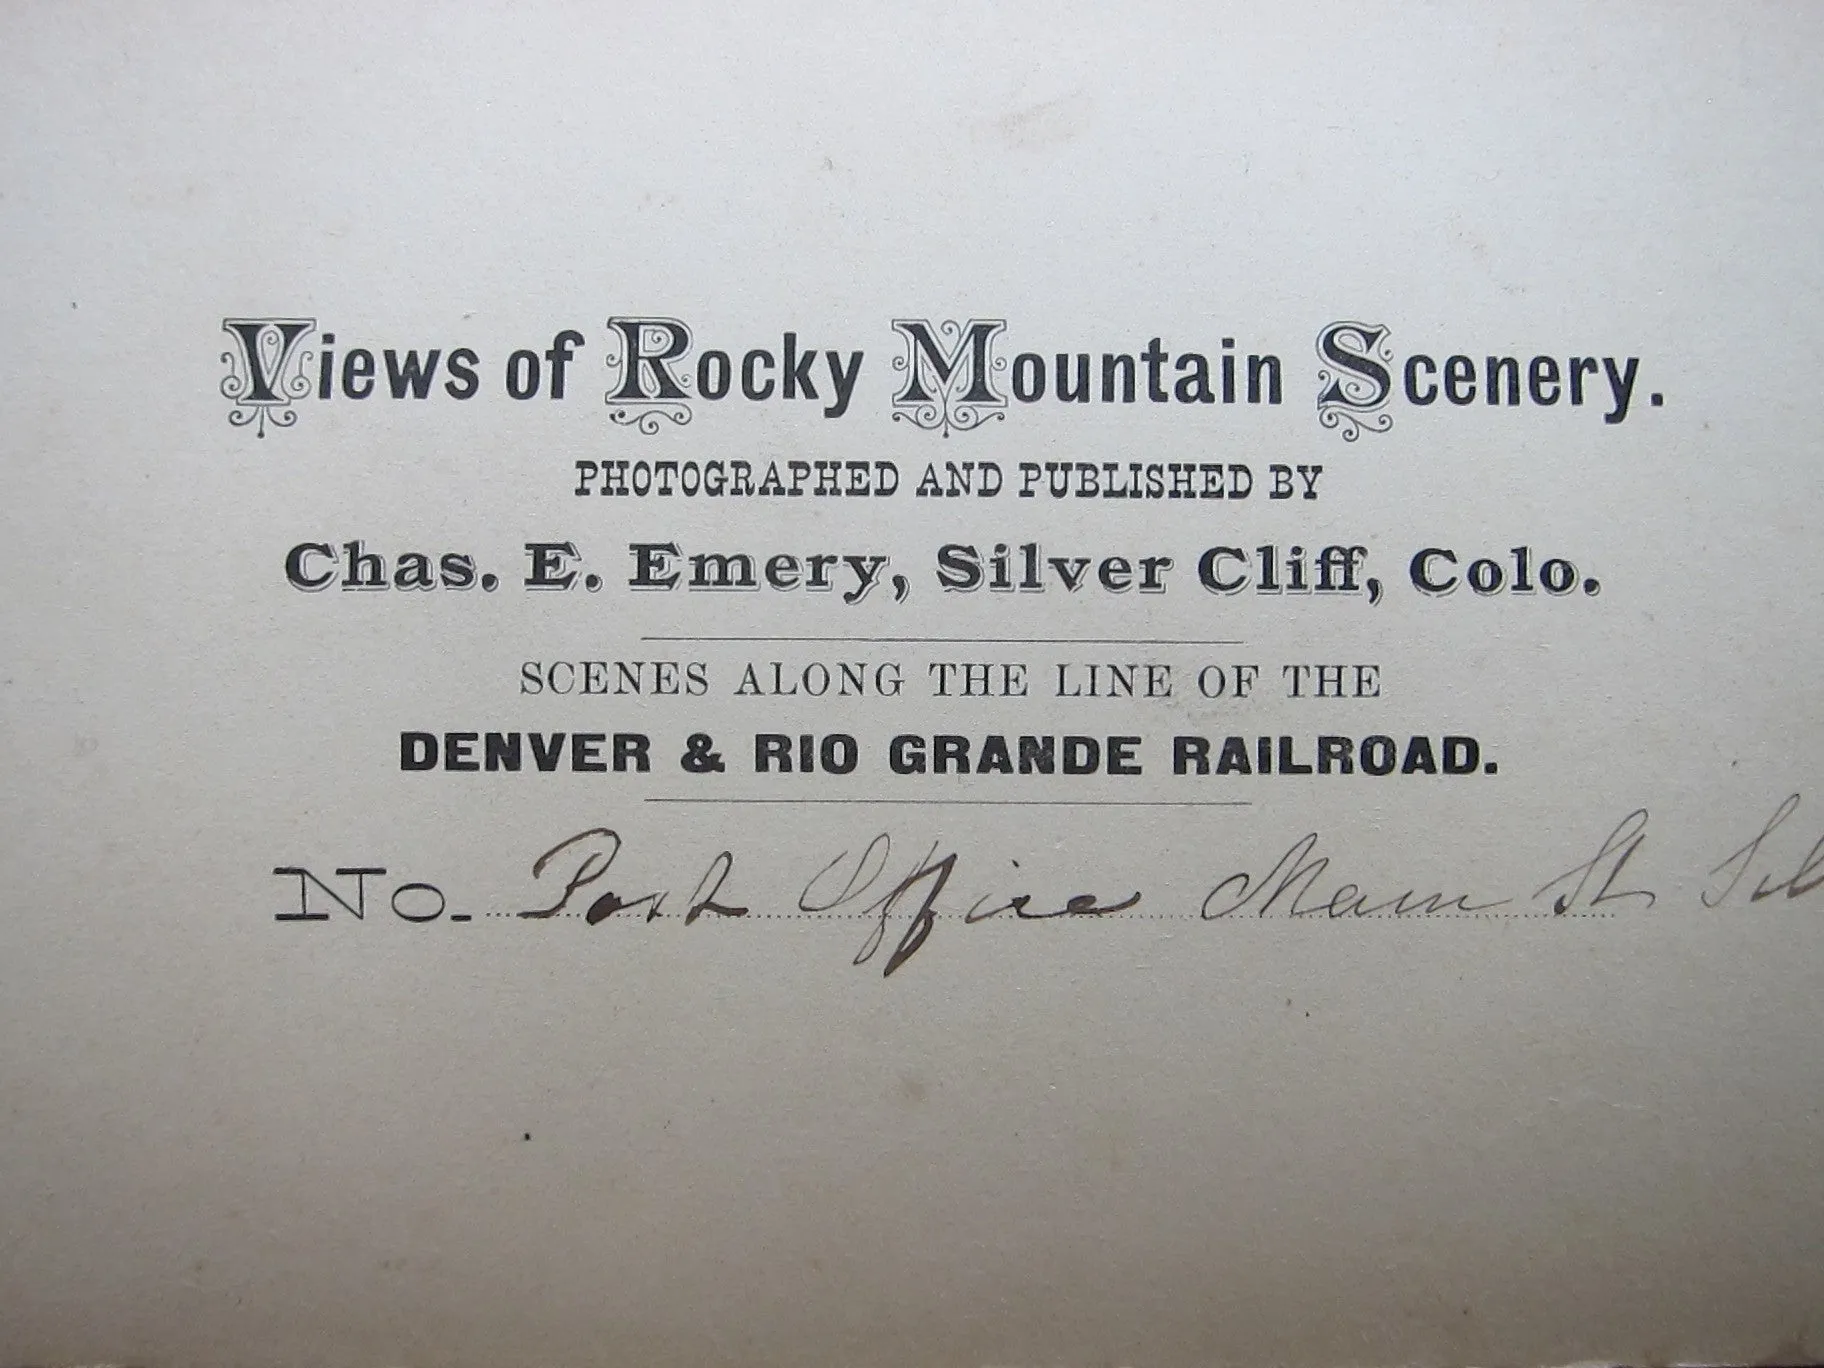 Views of Rocky Mountain Scenery.
PHOTOGRAPHED AND PUBLISHED BY
Chas. E. Emery, Silver Cliff, Colo.
SCENES ALONG THE LINE OF THE
DENVER & RIO GRANDE RAILROAD.
No. Post Office Main St Sil